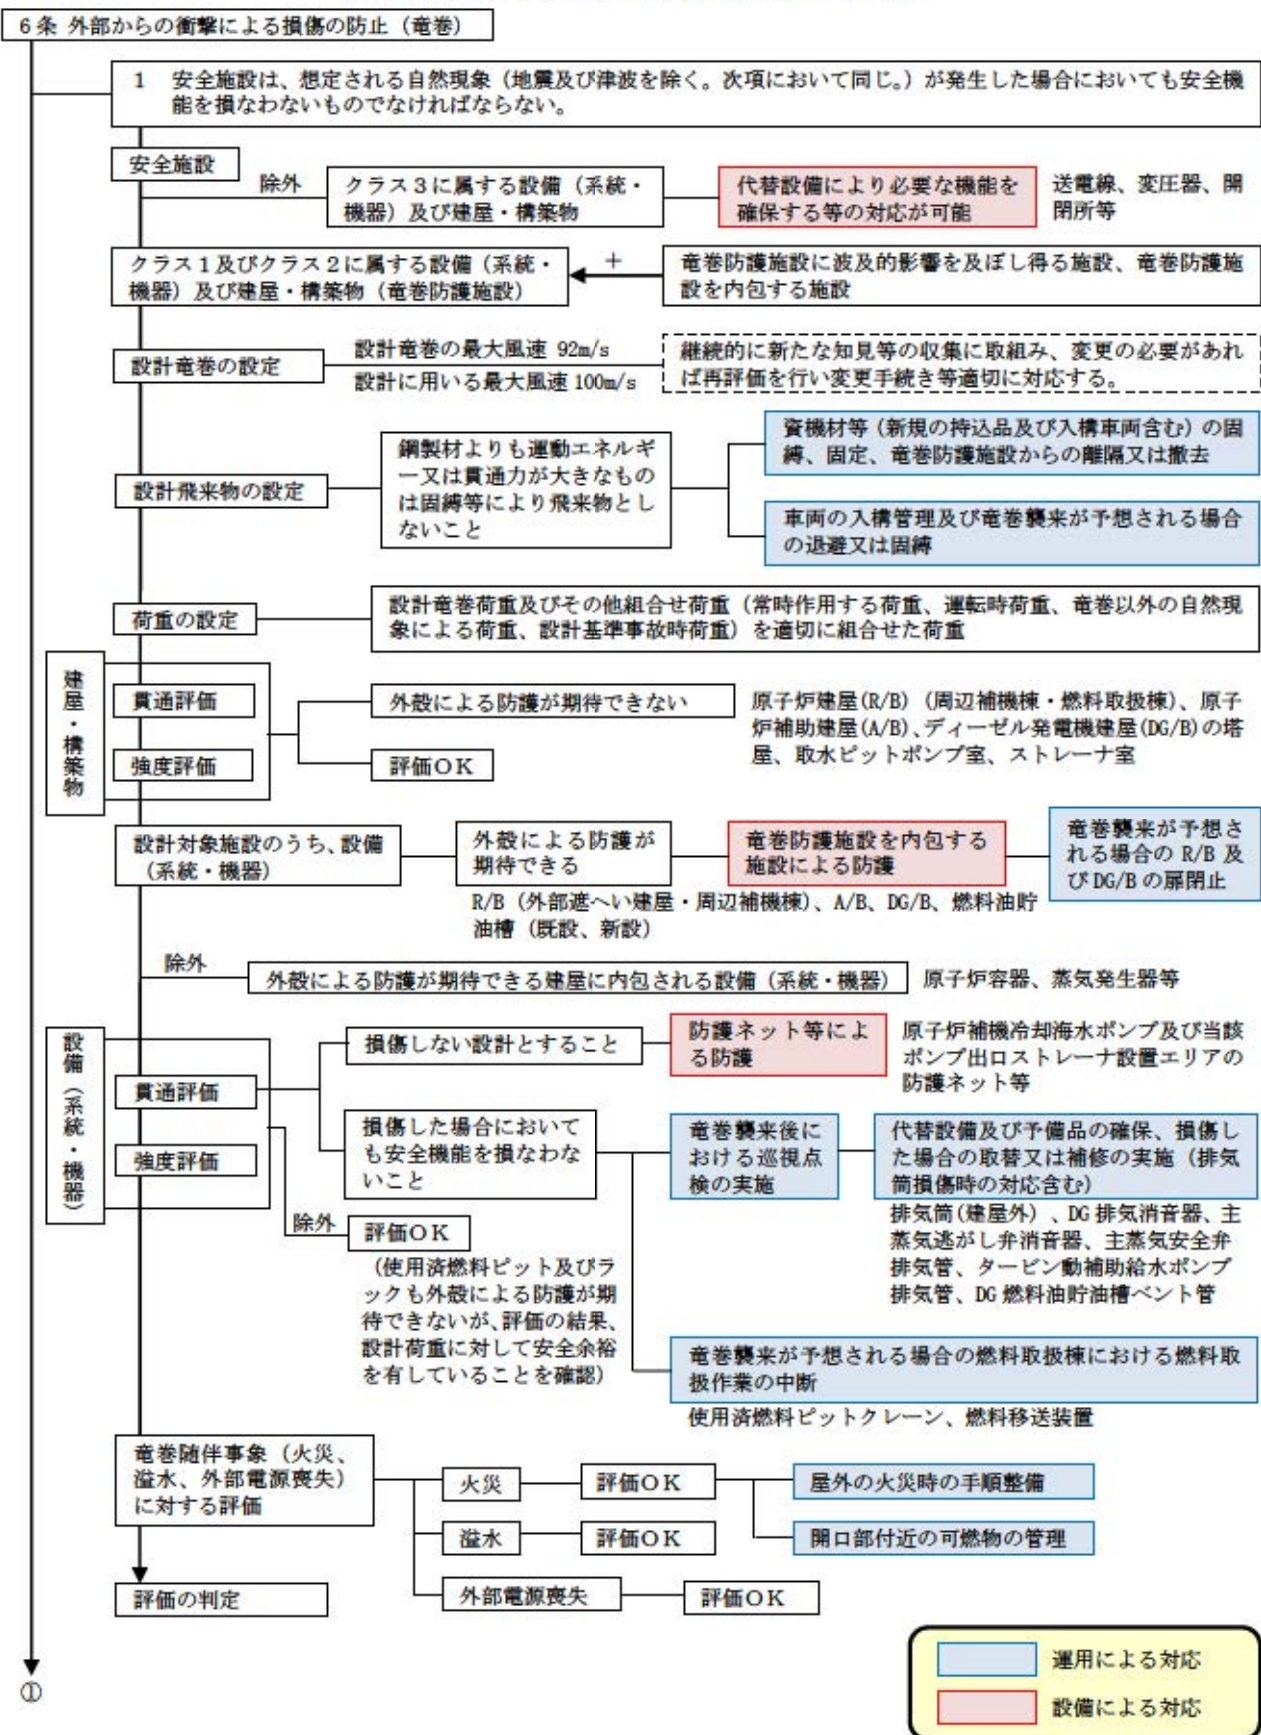 6条 外部からの衝撃による損傷の防止（竜巻）
1　安全施設は、想定される自然現象（地震及び津波を除く。次項において同じ。）が発生した場合においても安全機
能を損なわないものでなければならない。
安全施設
除外
クラス３に属する設備（系統・
機器）及び建屋・構築物
代替設備により必要な機能を
確保する等の対応が可能
送電線、変圧器、開
閉所等
クラス１及びクラス２に属する設備（系統・
機器）及び建屋・構築物（竜巻防護施設）
＋
竜巻防護施設に波及的影響を及ぼし得る施設、竜巻防護施
設を内包する施設
設計竜巻の設定
設計竜巻の最大風速 92m/s
設計に用いる最大風速 100m/s
継続的に新たな知見等の収集に取組み、変更の必要があれ
ば再評価を行い変更手続き等適切に対応する。
設計飛来物の設定
鋼製材よりも運動エネルギ
ー又は貫通力が大きなもの
は固縛等により飛来物とし
ないこと
資機材等（新規の持込品及び入構車両含む）の固
縛、固定、竜巻防護施設からの離隔又は撤去
車両の入構管理及び竜巻襲来が予想される場合
の退避又は固縛
荷重の設定
設計竜巻荷重及びその他組合せ荷重（常時作用する荷重、運転時荷重、竜巻以外の自然現
象による荷重、設計基準事故時荷重）を適切に組合せた荷重
建屋・構築物
貫通評価
強度評価
外殻による防護が期待できない
原子炉建屋(R/B)（周辺補機棟・燃料取扱棟）、原子
炉補助建屋(A/B)、ディーゼル発電機建屋(DG/B)の塔
屋、取水ピットポンプ室、ストレーナ室
評価ＯＫ
設計対象施設のうち、設備
（系統・機器）
外殻による防護が
期待できる
竜巻防護施設を内包する
施設による防護
竜巻襲来が予想さ
れる場合の R/B 及
び DG/B の扉閉止
R/B（外部遮へい建屋・周辺補機棟）、A/B、DG/B、燃料油貯
油槽（既設、新設）
除外
外殻による防護が期待できる建屋に内包される設備（系統・機器）
原子炉容器、蒸気発生器等
設備（系統・機器）
貫通評価
強度評価
損傷しない設計とすること
防護ネット等によ
る防護
原子炉補機冷却海水ポンプ及び当該
ポンプ出口ストレーナ設置エリアの
防護ネット等
損傷した場合において
も安全機能を損なわな
いこと
竜巻襲来後に
おける巡視点
検の実施
代替設備及び予備品の確保、損傷し
た場合の取替又は補修の実施（排気
筒損傷時の対応含む）
排気筒(建屋外)、DG 排気消音器、主
蒸気逃がし弁消音器、主蒸気安全弁
排気管、タービン動補助給水ポンプ
排気管、DG 燃料油貯油槽ベント管
除外
評価ＯＫ
（使用済燃料ピット及びラ
ックも外殻による防護が期
待できないが、評価の結果、
設計荷重に対して安全余裕
を有していることを確認）
竜巻襲来が予想される場合の燃料取扱棟における燃料取
扱作業の中断
使用済燃料ピットクレーン、燃料移送装置
竜巻随伴事象（火災、
溢水、外部電源喪失）
に対する評価
火災
評価ＯＫ
屋外の火災時の手順整備
溢水
評価ＯＫ
開口部付近の可燃物の管理
外部電源喪失
評価ＯＫ
評価の判定
①
運用による対応
設備による対応